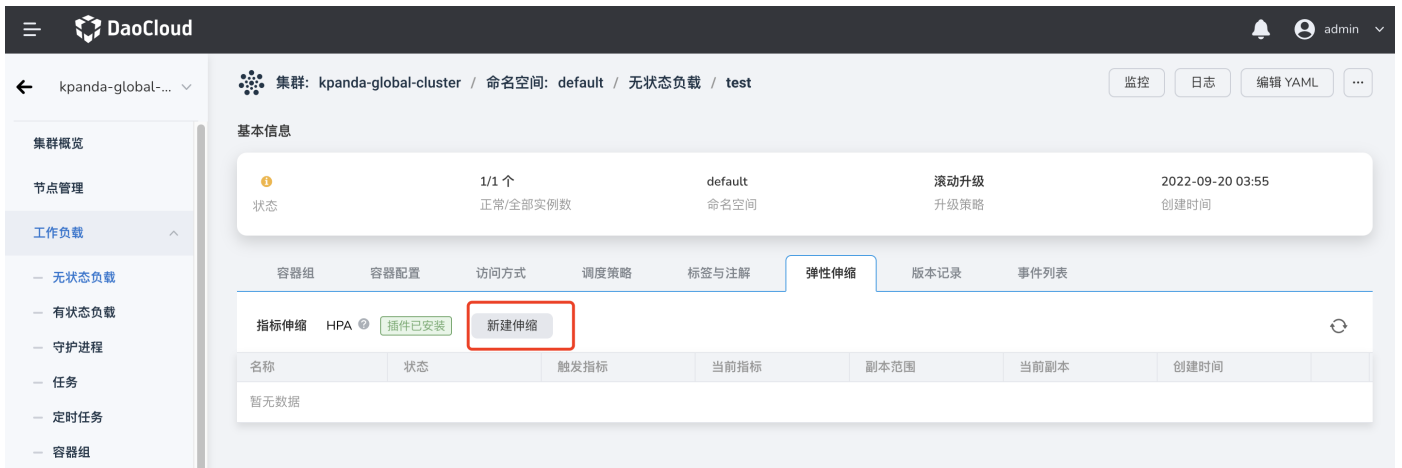 DaoCloud
admin
kpanda-global-...
集群: kpanda-global-cluster / 命名空间: default / 无状态负载 / test
监控 日志 编辑 YAML ...
集群概览
节点管理
工作负载
无状态负载
有状态负载
守护进程
任务
定时任务
容器组
基本信息
1/1 个 default 滚动升级 2022-09-20 03:55
状态 正常/全部实例数 命名空间 升级策略 创建时间
容器组 容器配置 访问方式 调度策略 标签与注解 弹性伸缩 版本记录 事件列表
指标伸缩 HPA 插件已安装 新建伸缩
名称 状态 触发指标 当前指标 副本范围 当前副本 创建时间
暂无数据